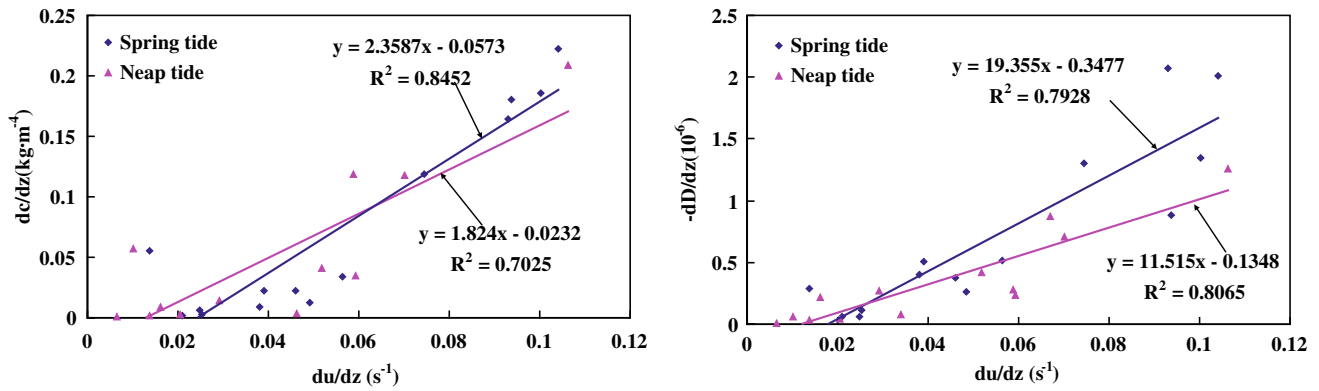 0.25
0.2
0.15
0.1
0.05
0
dc/dz(kg·m⁻⁴)
Spring tide
Neap tide
y = 2.3587x - 0.0573
R² = 0.8452
y = 1.824x - 0.0232
R² = 0.7025
0 0.02 0.04 0.06 0.08 0.1 0.12
du/dz (s⁻¹)
2.5
2
1.5
1
0.5
0
-dD/dz(10⁻⁶)
Spring tide
Neap tide
y = 19.355x - 0.3477
R² = 0.7928
y = 11.515x - 0.1348
R² = 0.8065
0 0.02 0.04 0.06 0.08 0.1 0.12
du/dz (s⁻¹)